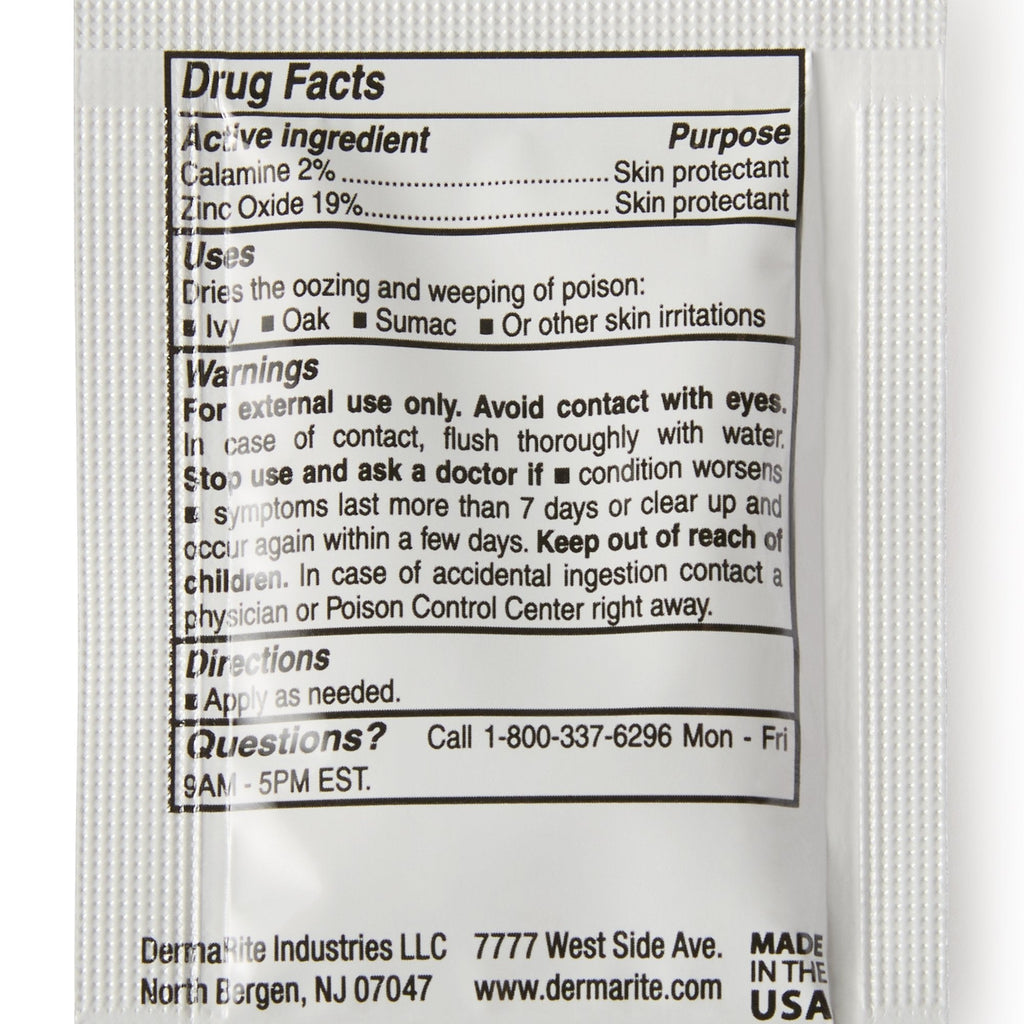 Drug Facts
Active ingredient Purpose
Calamine 2% ........................................ Skin protectant
Zinc Oxide 19%..................................... Skin protectant
Uses
Dries the oozing and weeping of poison:
■ Ivy ■ Oak ■ Sumac ■ Or other skin irritations
Warnings
For external use only. Avoid contact with eyes.
In case of contact, flush thoroughly with water.
Stop use and ask a doctor if ■ condition worsens
■ symptoms last more than 7 days or clear up and
occur again within a few days. Keep out of reach of
children. In case of accidental ingestion contact a
physician or Poison Control Center right away.
Directions
■ Apply as needed.
Questions? Call 1-800-337-6296 Mon - Fri
9AM - 5PM EST.
DermaRite Industries LLC 7777 West Side Ave.
North Bergen, NJ 07047 www.dermarite.com
MADE
IN THE
USA